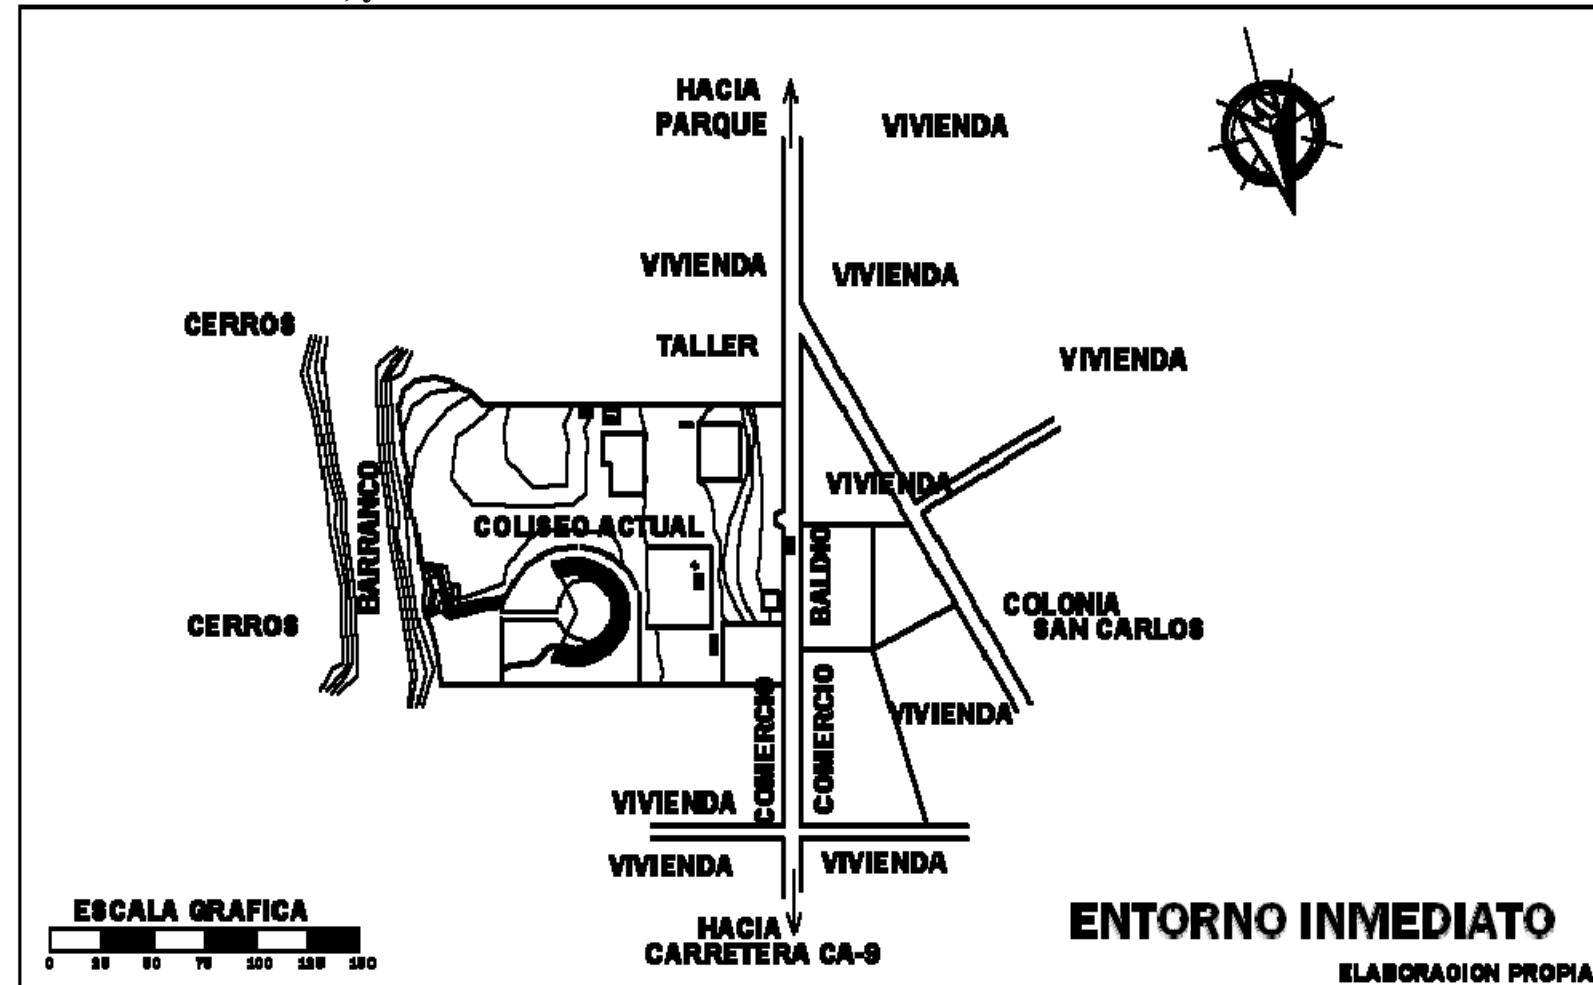 HACIA
PARQUE
VIVIENDA
VIVIENDA
VIVIENDA
CERROS
TALLER
VIVIENDA
VIVIENDA
BARRANCO
COLISEO ACTUAL
BALDIO
CERROS
COLONIA
SAN CARLOS
COMERCIO
COMERCIO
VIVIENDA
VIVIENDA
VIVIENDA
VIVIENDA
ESCALA GRAFICA
0 25 50 75 100 125 150
HACIA
CARRETERA CA-9
ENTORNO INMEDIATO
ELABORACION PROPIA